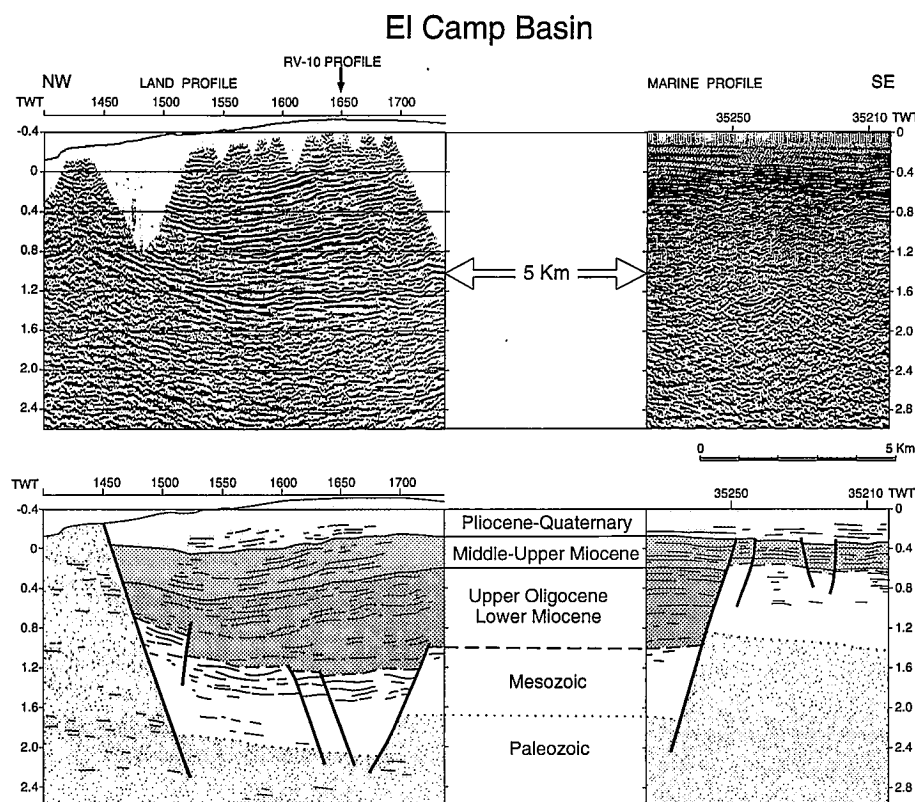 El Camp Basin
RV-10 PROFILE
NW LAND PROFILE MARINE PROFILE SE
TWT 1450 1500 1550 1600 1650 1700 35250 35210 TWT
-0.4 0
0 0.4
0.4 0.8
0.8 1.2
5 Km
1.2 1.6
1.6 2.0
2.0 2.4
2.4 2.8
0 5 Km
TWT 1450 1500 1550 1600 1650 1700 35250 35210 TWT
-0.4 0
Pliocene-Quaternary
0 0.4
Middle-Upper Miocene
0.4 0.8
Upper Oligocene
Lower Miocene
0.8 1.2
1.2 1.6
Mesozoic
1.6 2.0
2.0 2.4
Paleozoic
2.4 2.8